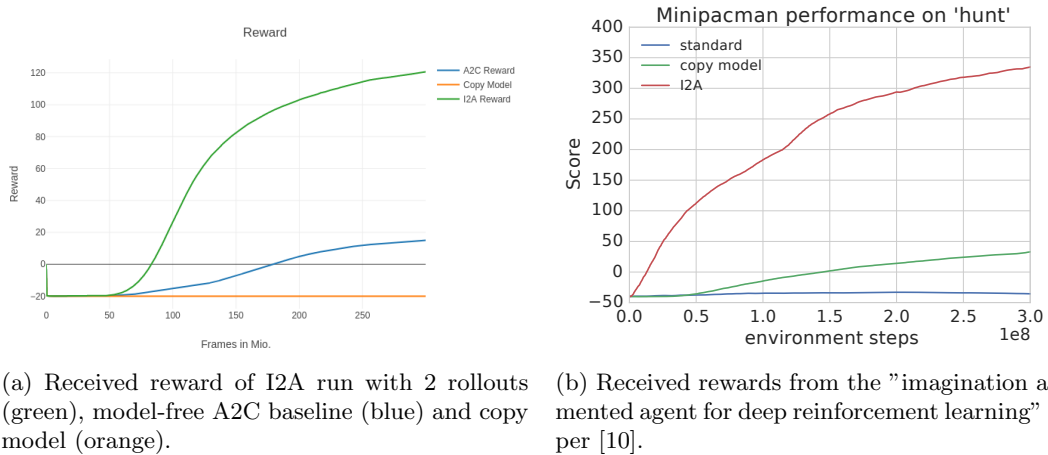 Reward
120
100
80
60
40
20
0
−20
Reward
0
50
100
150
200
250
Frames in Mio.
A2C Reward
Copy Model
I2A Reward
(a) Received reward of I2A run with 2 rollouts
(green), model-free A2C baseline (blue) and copy
model (orange).
Minipacman performance on 'hunt'
400
350
300
250
200
150
100
50
0
−50
Score
standard
copy model
I2A
0.0
0.5
1.0
1.5
2.0
2.5
3.0
1e8
environment steps
(b) Received rewards from the ”imagination a
mented agent for deep reinforcement learning”
per [10].